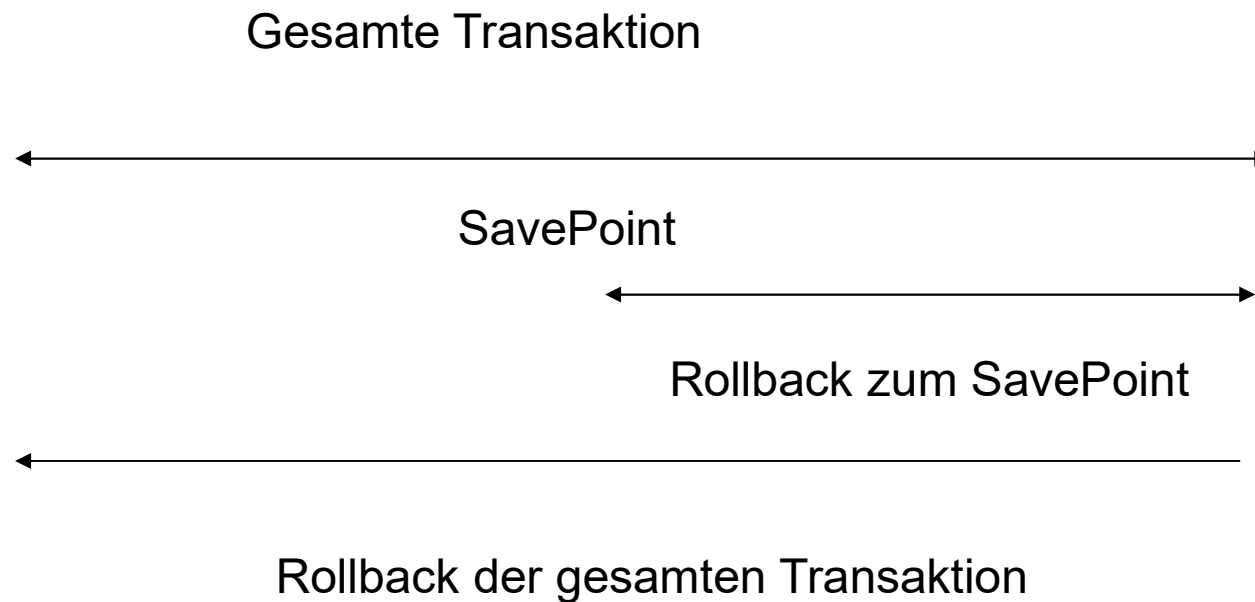 Gesamte Transaktion
SavePoint
Rollback zum SavePoint
Rollback der gesamten Transaktion